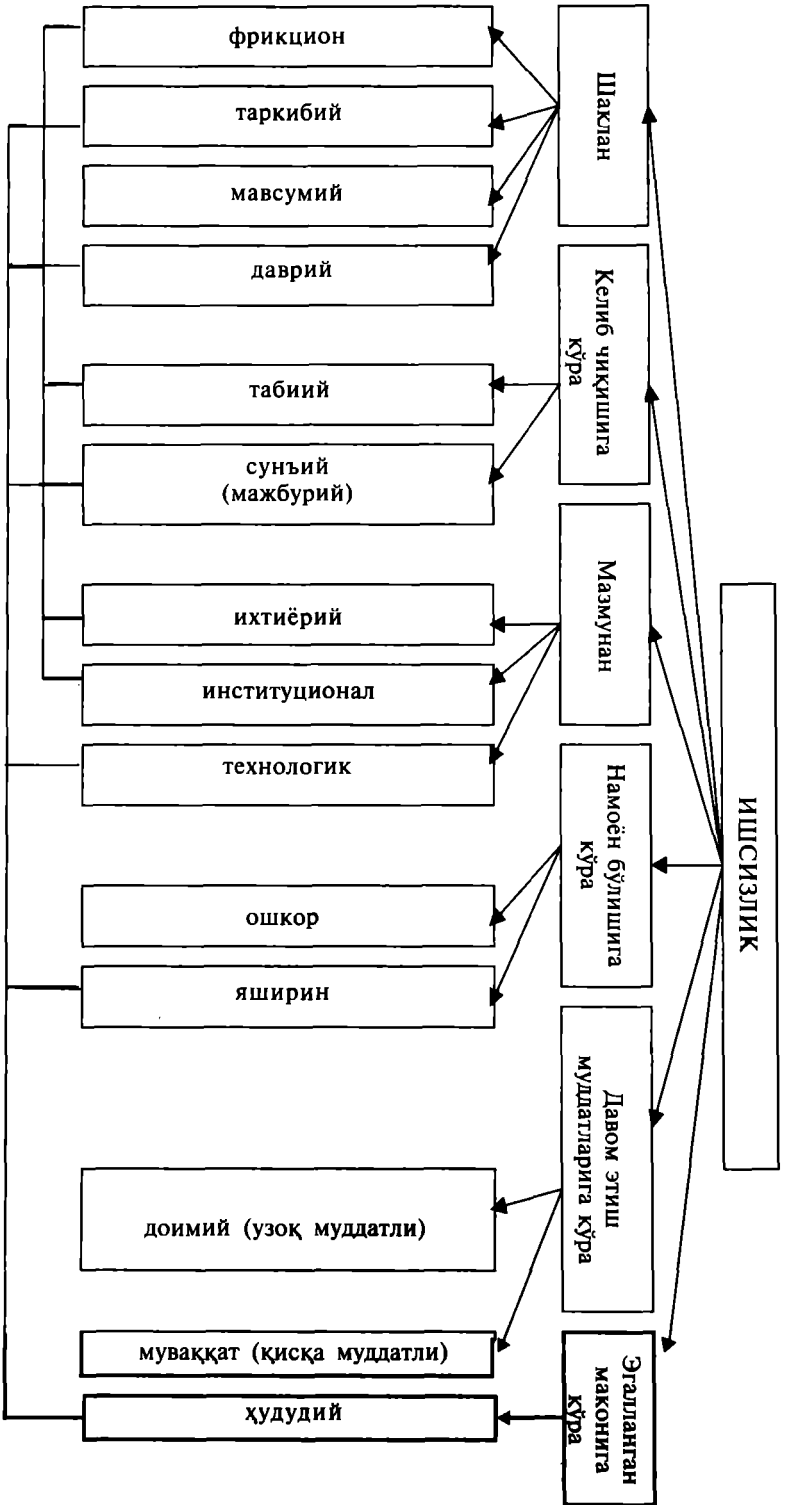 ИШСИЗЛИК
Шаклан
фрикцион
таркибий
мавсумий
даврий
Келиб чиқишига
кўра
табиий
сунъий
(мажбурий)
Мазмунан
ихтиёрий
институционал
технологик
Намоён бўлишига
кўра
ошкор
яширин
Давом этиш
муддатларига кўра
доимий (узоқ муддатли)
муваққат (қисқа муддатли)
Эгалланган
маконига
кўра
ҳудудий